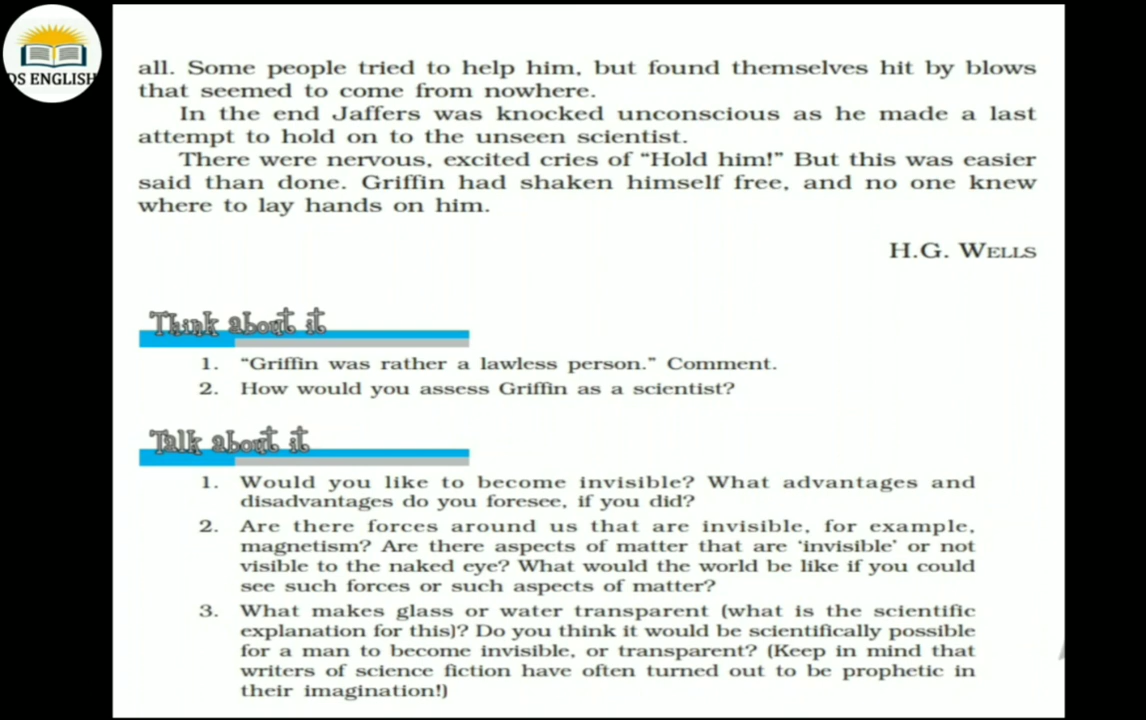 DS ENGLISH
all. Some people tried to help him, but found themselves hit by blows
that seemed to come from nowhere.
In the end Jaffers was knocked unconscious as he made a last
attempt to hold on to the unseen scientist.
There were nervous, excited cries of “Hold him!” But this was easier
said than done. Griffin had shaken himself free, and no one knew
where to lay hands on him.
H.G. WELLS
Think about it
1. “Griffin was rather a lawless person.” Comment.
2. How would you assess Griffin as a scientist?
Talk about it
1. Would you like to become invisible? What advantages and
disadvantages do you foresee, if you did?
2. Are there forces around us that are invisible, for example,
magnetism? Are there aspects of matter that are ‘invisible’ or not
visible to the naked eye? What would the world be like if you could
see such forces or such aspects of matter?
3. What makes glass or water transparent (what is the scientific
explanation for this)? Do you think it would be scientifically possible
for a man to become invisible, or transparent? (Keep in mind that
writers of science fiction have often turned out to be prophetic in
their imagination!)